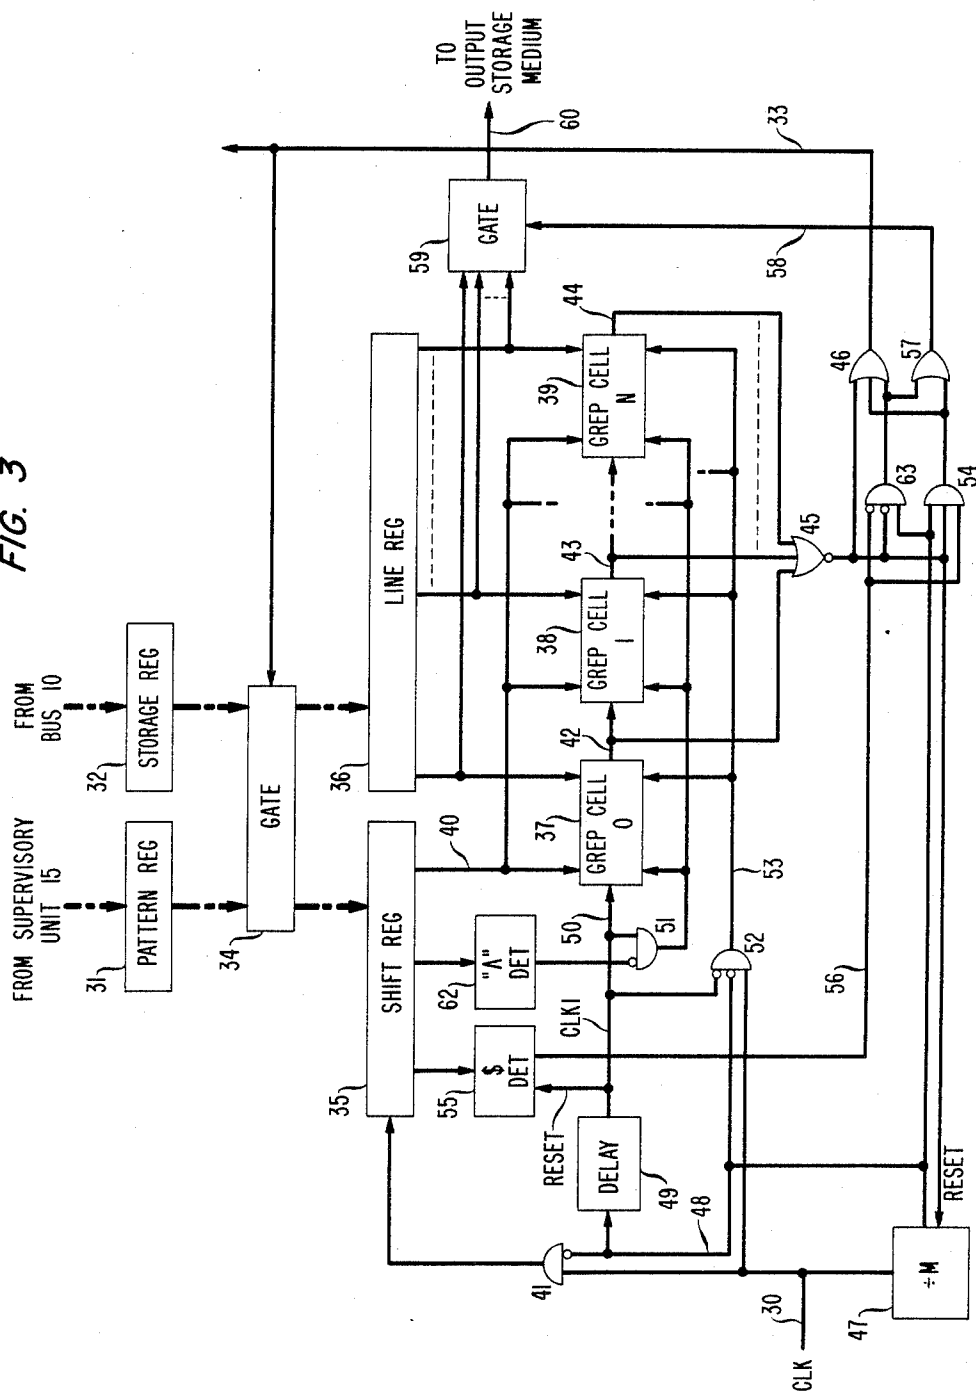 FIG. 3
FROM SUPERVISORY
UNIT 15
FROM
BUS 10
31
PATTERN REG
32
STORAGE REG
34
GATE
35
SHIFT REG
36
LINE REG
40
55
$
DET
62
"Λ"
DET
RESET
CLK1
DELAY
49
50
51
37
GREP CELL
0
42
38
GREP CELL
1
43
39
GREP CELL
N
44
59
GATE
60
TO
OUTPUT
STORAGE
MEDIUM
33
58
41
48
52
53
45
56
46
57
63
54
CLK
30
47
÷M
RESET